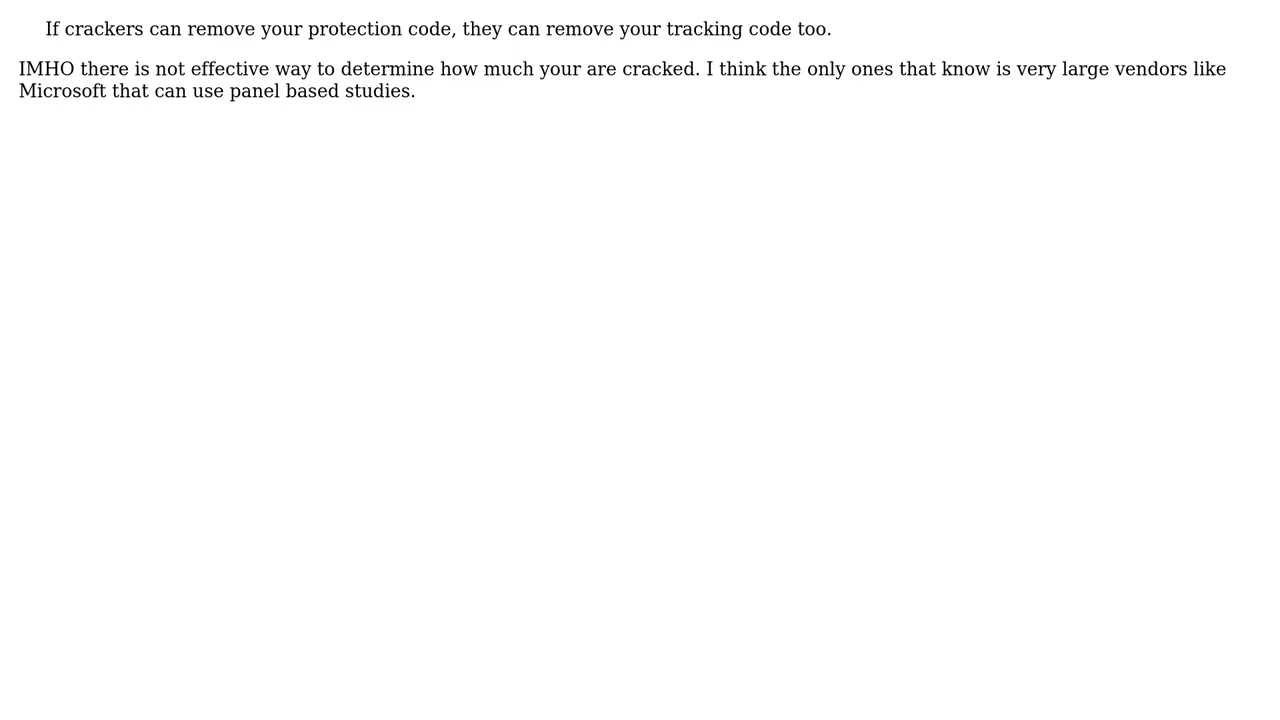 If crackers can remove your protection code, they can remove your tracking code too.
IMHO there is not effective way to determine how much your are cracked. I think the only ones that know is very large vendors like
Microsoft that can use panel based studies.